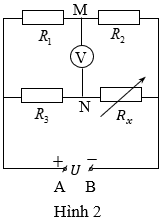 M
R₁ R₂
V
N
R₃ Rₓ
+ U −
A B
Hình 2